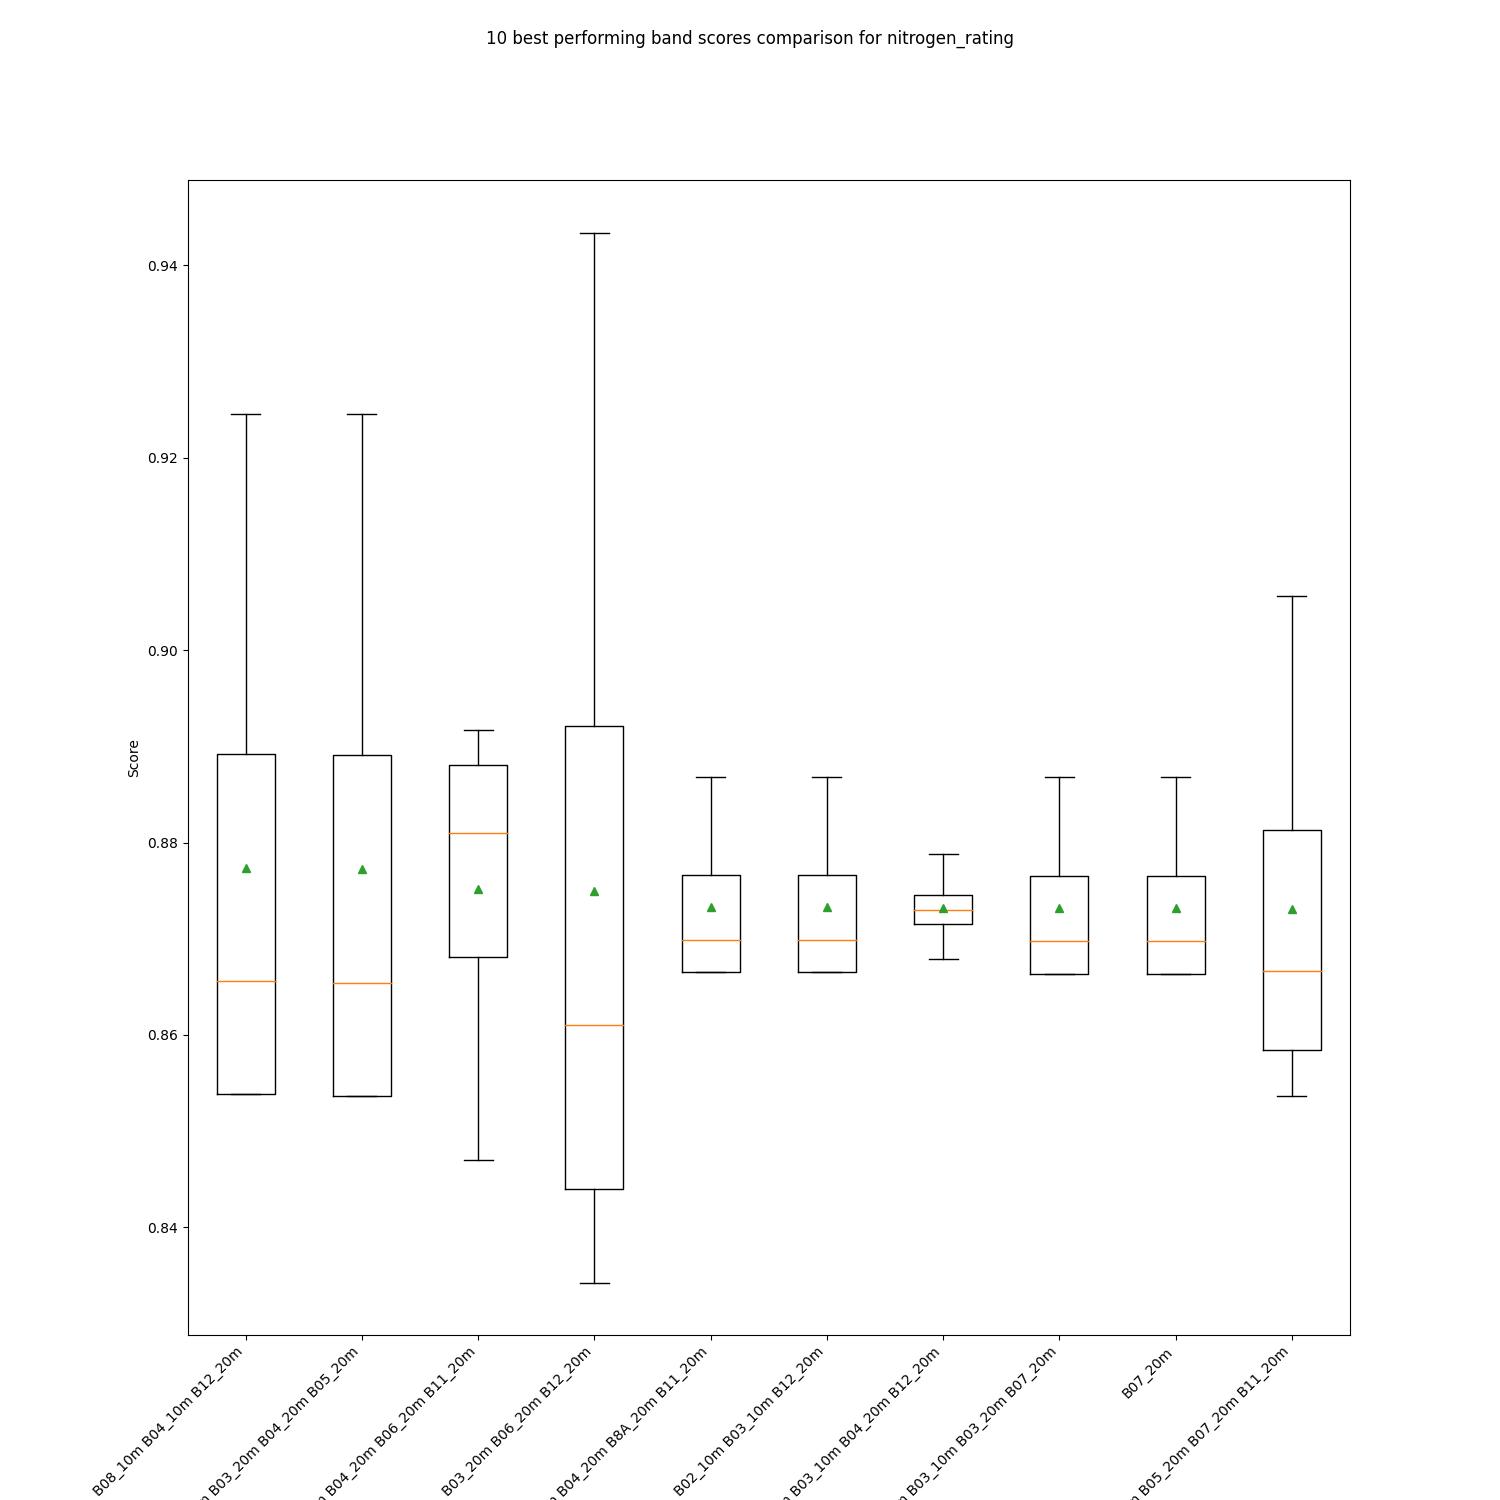 10 best performing band scores comparison for nitrogen_rating
0.94
0.92
0.90
0.88
0.86
0.84
Score
B08_10m B04_10m B12_20m
B03_20m B04_20m B05_20m
B04_20m B06_20m B11_20m
B03_20m B06_20m B12_20m
B04_20m B8A_20m B11_20m
B02_10m B03_10m B12_20m
B03_10m B04_20m B12_20m
B03_10m B03_20m B07_20m
B07_20m
B05_20m B07_20m B11_20m